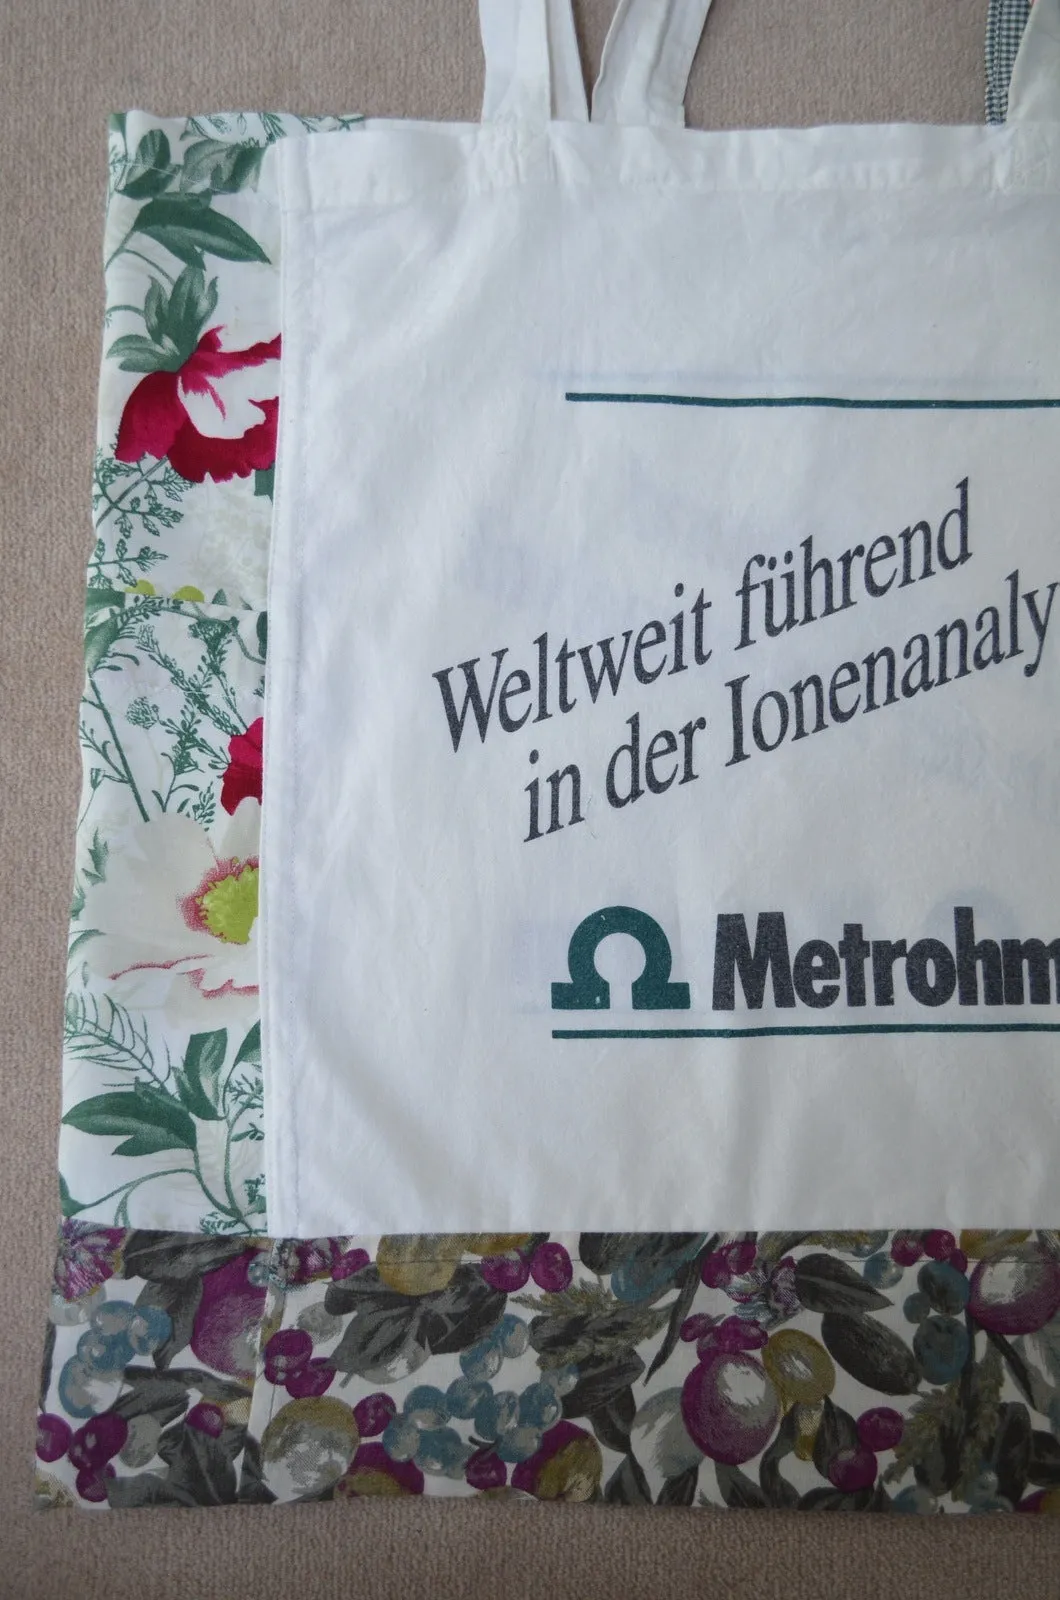 Weltweit führend
in der Ionenanaly
Metrohm